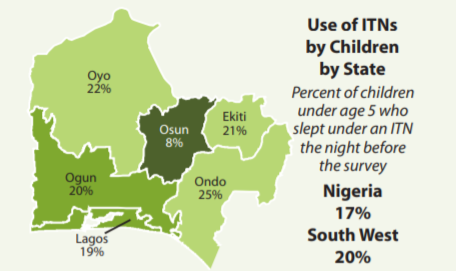 Use of ITNs
by Children
by State
Percent of children
under age 5 who
slept under an ITN
the night before
the survey
Nigeria
17%
South West
20%
Oyo
22%
Osun
8%
Ekiti
21%
Ogun
20%
Ondo
25%
Lagos
19%